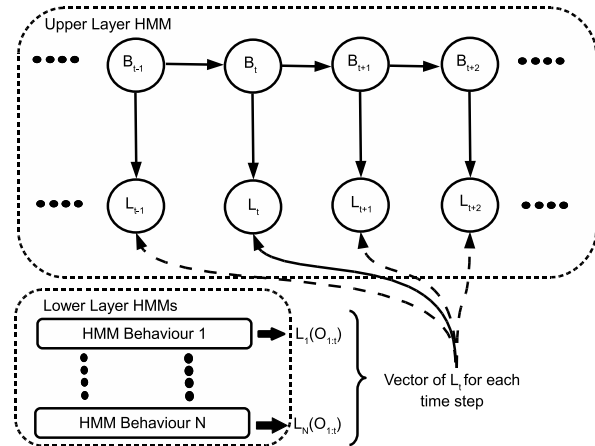 Upper Layer HMM
B_{t-1} B_t B_{t+1} B_{t+2}
L_{t-1} L_t L_{t+1} L_{t+2}
Lower Layer HMMs
HMM Behaviour 1
L_1(O_{1:t})
HMM Behaviour N
L_N(O_{1:t})
Vector of L_t for each
time step